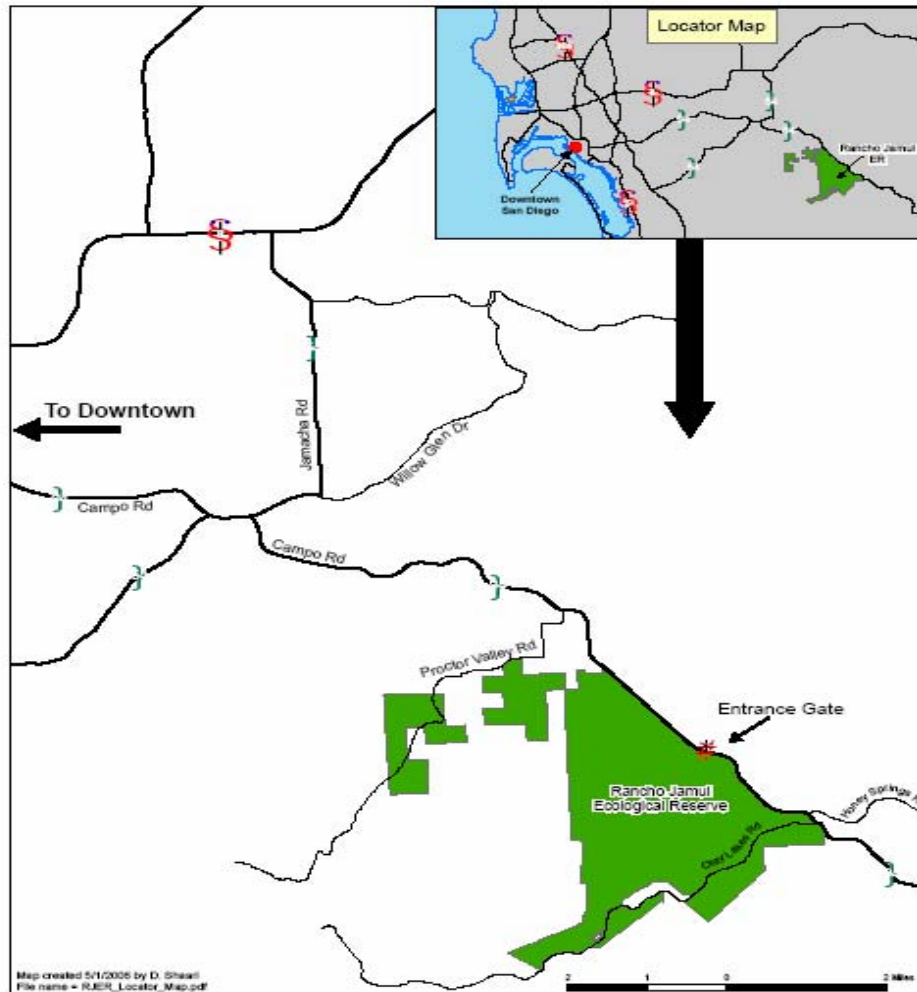 Locator Map
Rancho Jamul
ER
Downtown
San Diego
To Downtown
Jamacha Rd
Willow Glen Dr
Campo Rd
Campo Rd
Proctor Valley Rd
Entrance Gate
Rancho Jamul
Ecological Reserve
Honey Springs R
Otay Lakes Rd
Map created 5/1/2006 by D. Shearl
File name = RJER_Locator_Map.pdf
2 1 0 2 Miles